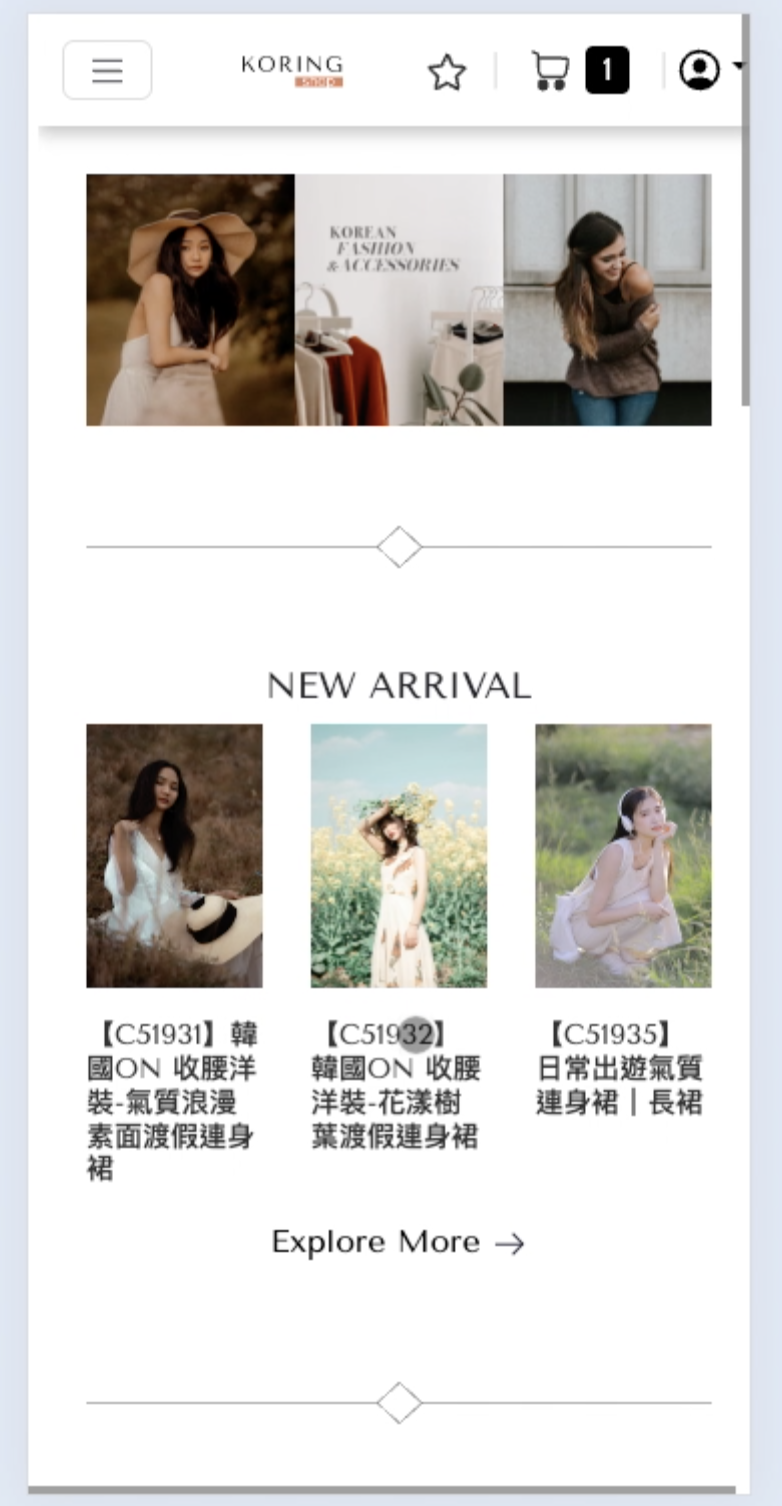 KORING
shop
1
KOREAN
FASHION
& ACCESSORIES
NEW ARRIVAL
【C51931】韓
國ON 收腰洋
裝-氣質浪漫
素面渡假連身
裙
【C51932】
韓國ON 收腰
洋裝-花漾樹
葉渡假連身裙
【C51935】
日常出遊氣質
連身裙｜長裙
Explore More →